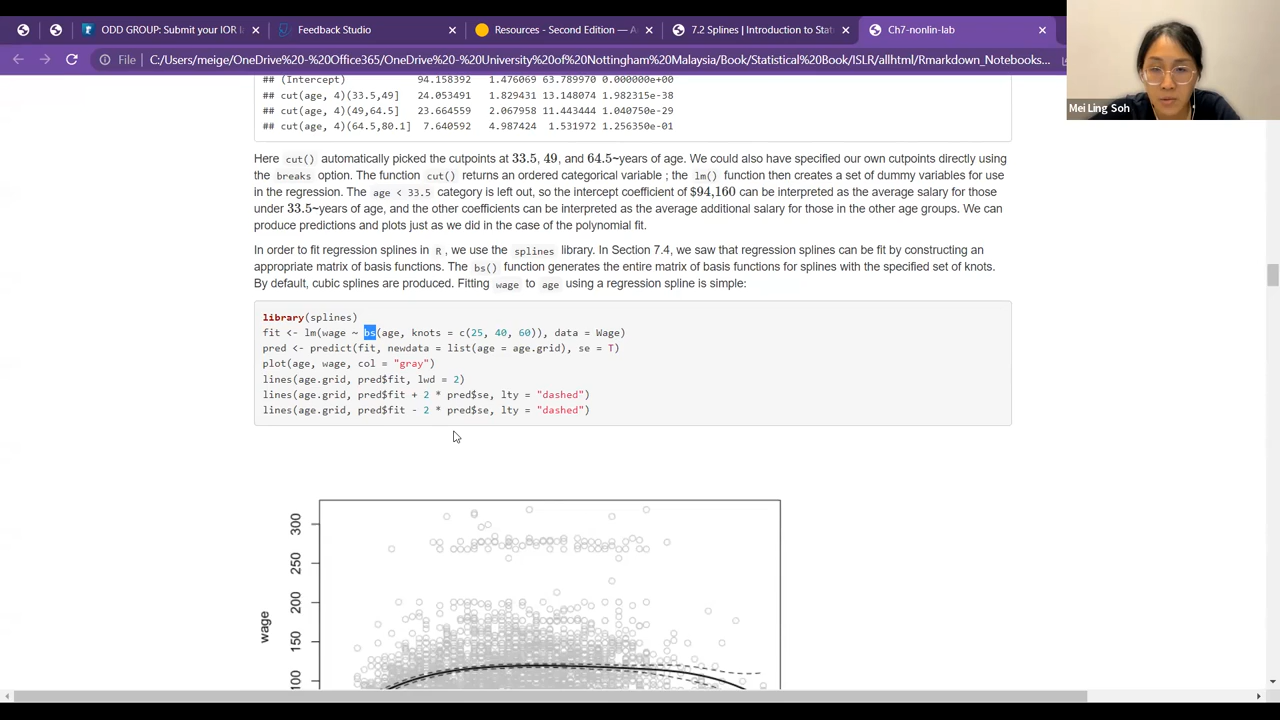 ODD GROUP: Submit your IOR
Feedback Studio
Resources - Second Edition — A
7.2 Splines | Introduction to Stat
Ch7-nonlin-lab
File
C:/Users/meige/OneDrive%20-%20Office365/OneDrive%20-%20University%20of%20Nottingham%20Malaysia/Book/Statistical%20Book/ISLR/allhtml/Rmarkdown_Notebooks...
Mei Ling Soh
## (Intercept) 94.158392 1.476069 63.789970 0.000000e+00
## cut(age, 4)(33.5,49] 24.053491 1.829431 13.148074 1.982315e-38
## cut(age, 4)(49,64.5] 23.664559 2.067958 11.443444 1.040750e-29
## cut(age, 4)(64.5,80.1] 7.640592 4.987424 1.531972 1.256350e-01
Here cut() automatically picked the cutpoints at 33.5, 49, and 64.5~years of age. We could also have specified our own cutpoints directly using
the breaks option. The function cut() returns an ordered categorical variable ; the lm() function then creates a set of dummy variables for use
in the regression. The age < 33.5 category is left out, so the intercept coefficient of $94,160 can be interpreted as the average salary for those
under 33.5~years of age, and the other coefficients can be interpreted as the average additional salary for those in the other age groups. We can
produce predictions and plots just as we did in the case of the polynomial fit.
In order to fit regression splines in R , we use the splines library. In Section 7.4, we saw that regression splines can be fit by constructing an
appropriate matrix of basis functions. The bs() function generates the entire matrix of basis functions for splines with the specified set of knots.
By default, cubic splines are produced. Fitting wage to age using a regression spline is simple:
library(splines)
fit <- lm(wage ~ bs(age, knots = c(25, 40, 60)), data = Wage)
pred <- predict(fit, newdata = list(age = age.grid), se = T)
plot(age, wage, col = "gray")
lines(age.grid, pred$fit, lwd = 2)
lines(age.grid, pred$fit + 2 * pred$se, lty = "dashed")
lines(age.grid, pred$fit - 2 * pred$se, lty = "dashed")
300
250
200
150
100
wage